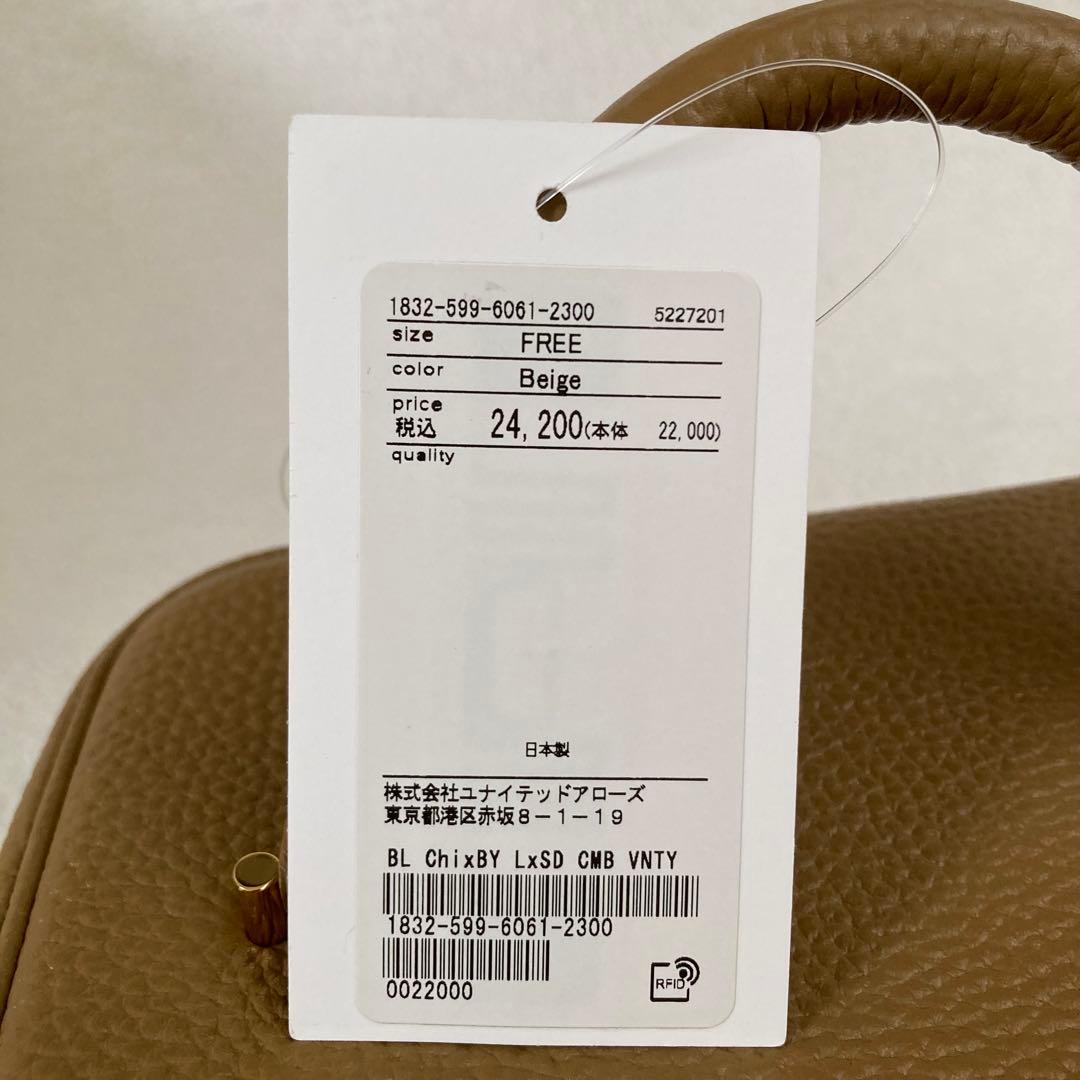 1832-599-6061-2300 5227201
size FREE
color Beige
price
税込 24,200(本体 22,000)
quality
日本製
株式会社ユナイテッドアローズ
東京都港区赤坂8-1-19
BL ChixBY LxSD CMB VNTY
1832-599-6061-2300
0022000
RFID